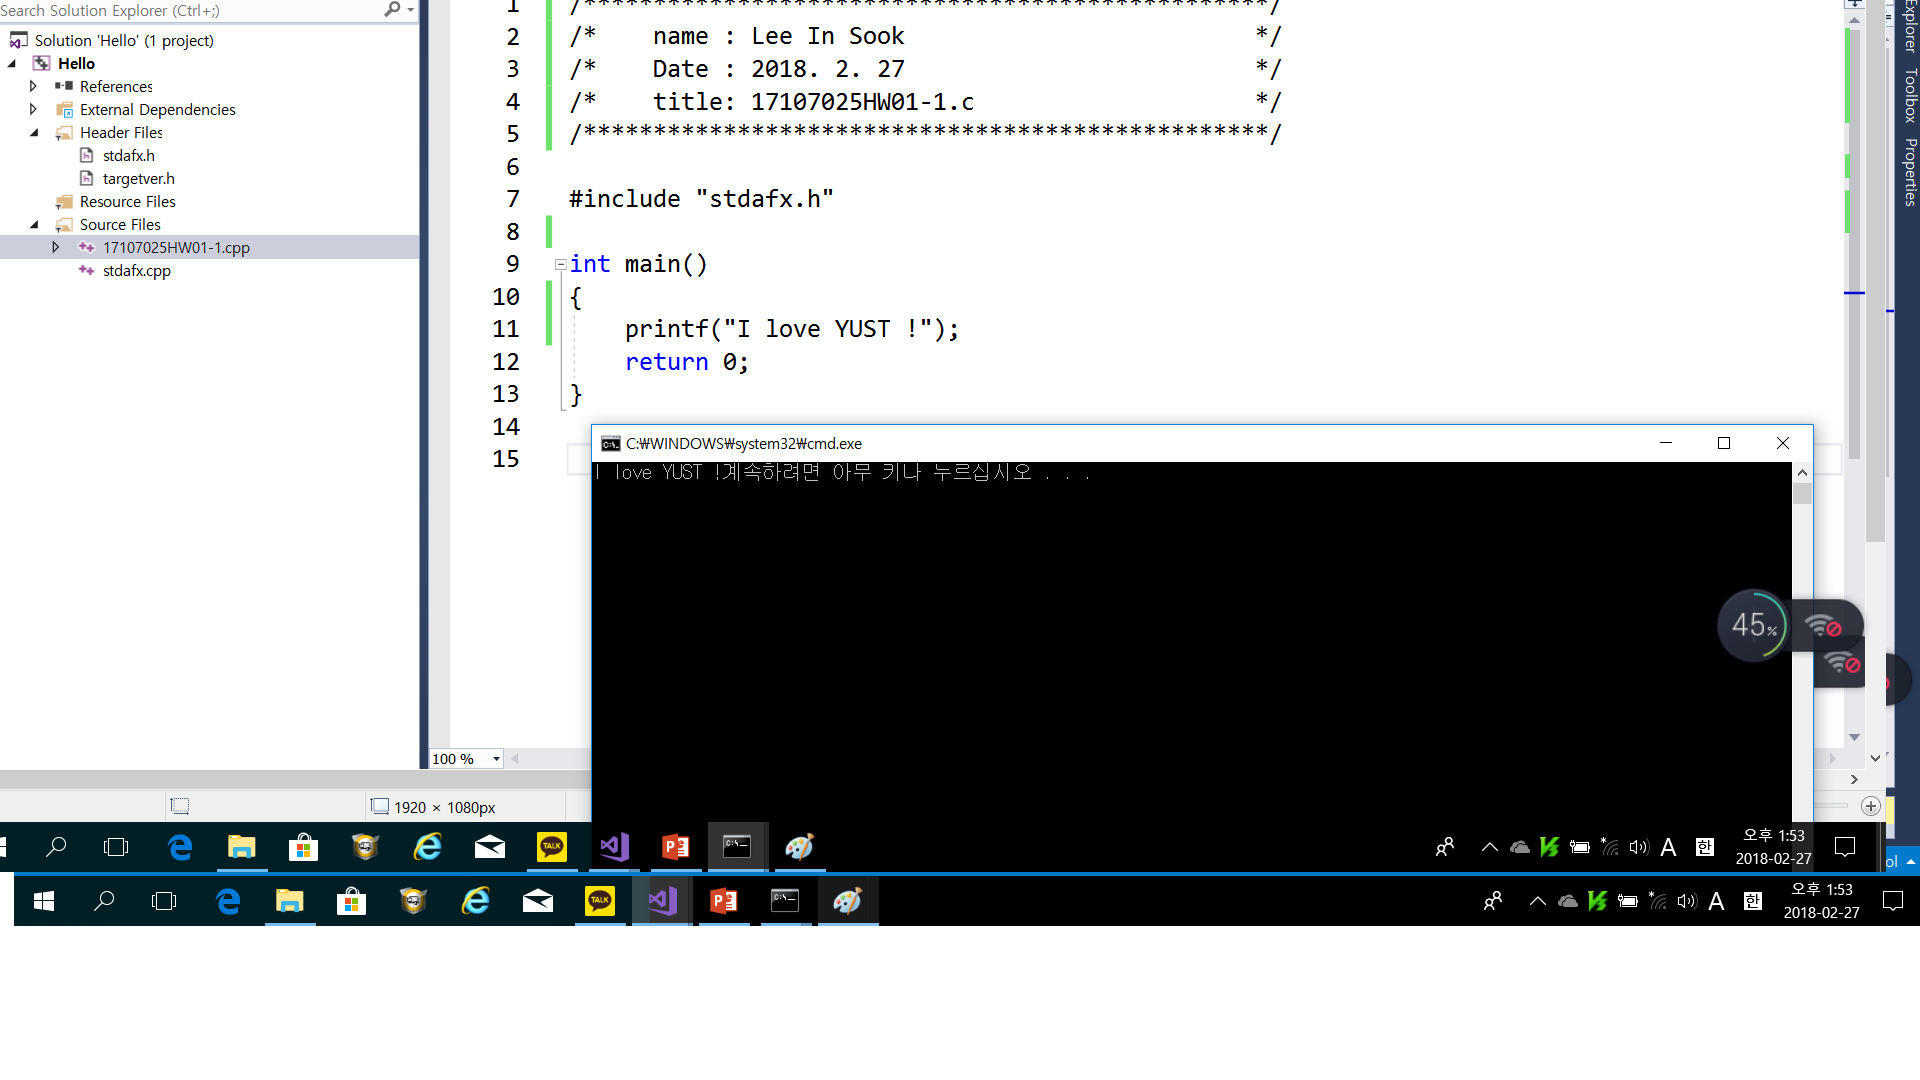 Search Solution Explorer (Ctrl+;)
Solution 'Hello' (1 project)
Hello
References
External Dependencies
Header Files
stdafx.h
targetver.h
Resource Files
Source Files
17107025HW01-1.cpp
stdafx.cpp
1 /*************************************************/
2 /*    name : Lee In Sook                         */
3 /*    Date : 2018. 2. 27                         */
4 /*    title: 17107025HW01-1.c                    */
5 /*************************************************/
6
7 #include "stdafx.h"
8
9 int main()
10 {
11     printf("I love YUST !");
12     return 0;
13 }
14
15
C:\WINDOWS\system32\cmd.exe
I love YUST !계속하려면 아무 키나 누르십시오 . . .
Explorer
Toolbox
Properties
45%
100 %
1920 × 1080px
TALK
A
한
오후 1:53
2018-02-27
ol
TALK
A
한
오후 1:53
2018-02-27